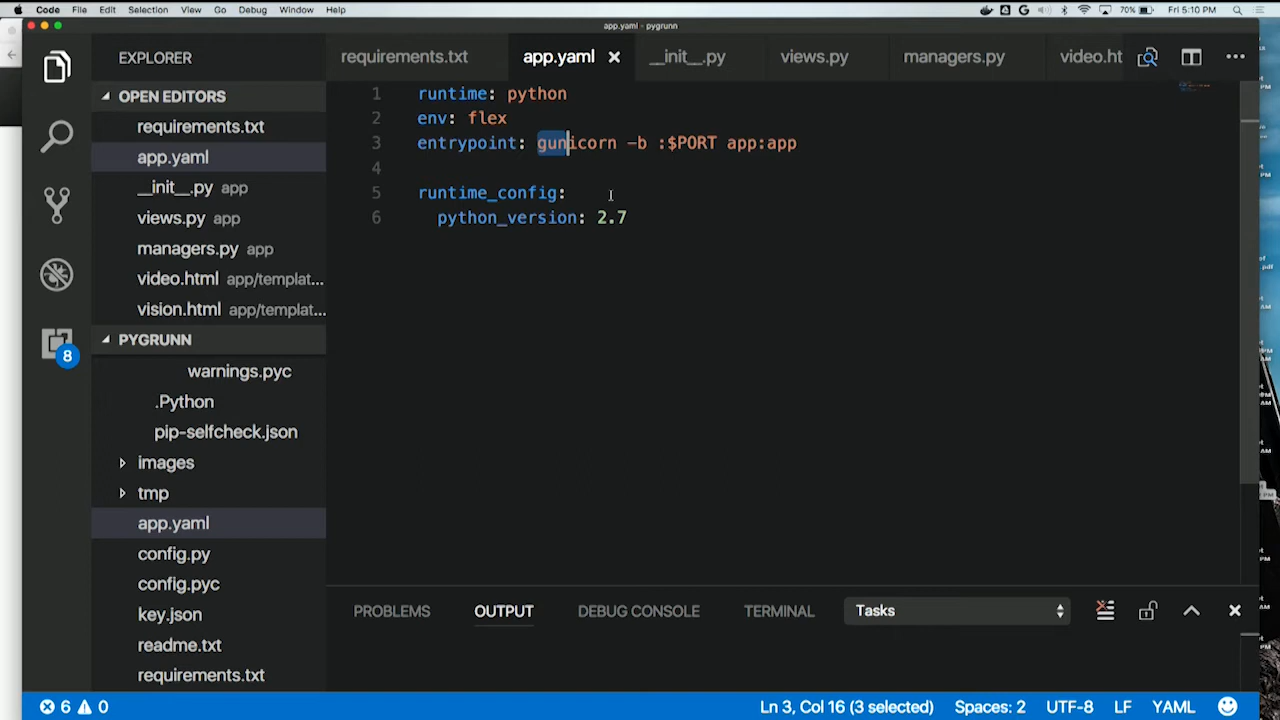 Code File Edit Selection View Go Debug Window Help 70% Fri 5:10 PM
app.yaml - pygrunn
EXPLORER
requirements.txt app.yaml __init__.py views.py managers.py video.ht
OPEN EDITORS
requirements.txt
app.yaml
__init__.py app
views.py app
managers.py app
video.html app/templat...
vision.html app/templat...
PYGRUNN
warnings.pyc
.Python
pip-selfcheck.json
images
tmp
app.yaml
config.py
config.pyc
key.json
readme.txt
requirements.txt
8
1 runtime: python
2 env: flex
3 entrypoint: gunicorn -b :$PORT app:app
4
5 runtime_config:
6 python_version: 2.7
PROBLEMS OUTPUT DEBUG CONSOLE TERMINAL Tasks
6 0 Ln 3, Col 16 (3 selected) Spaces: 2 UTF-8 LF YAML